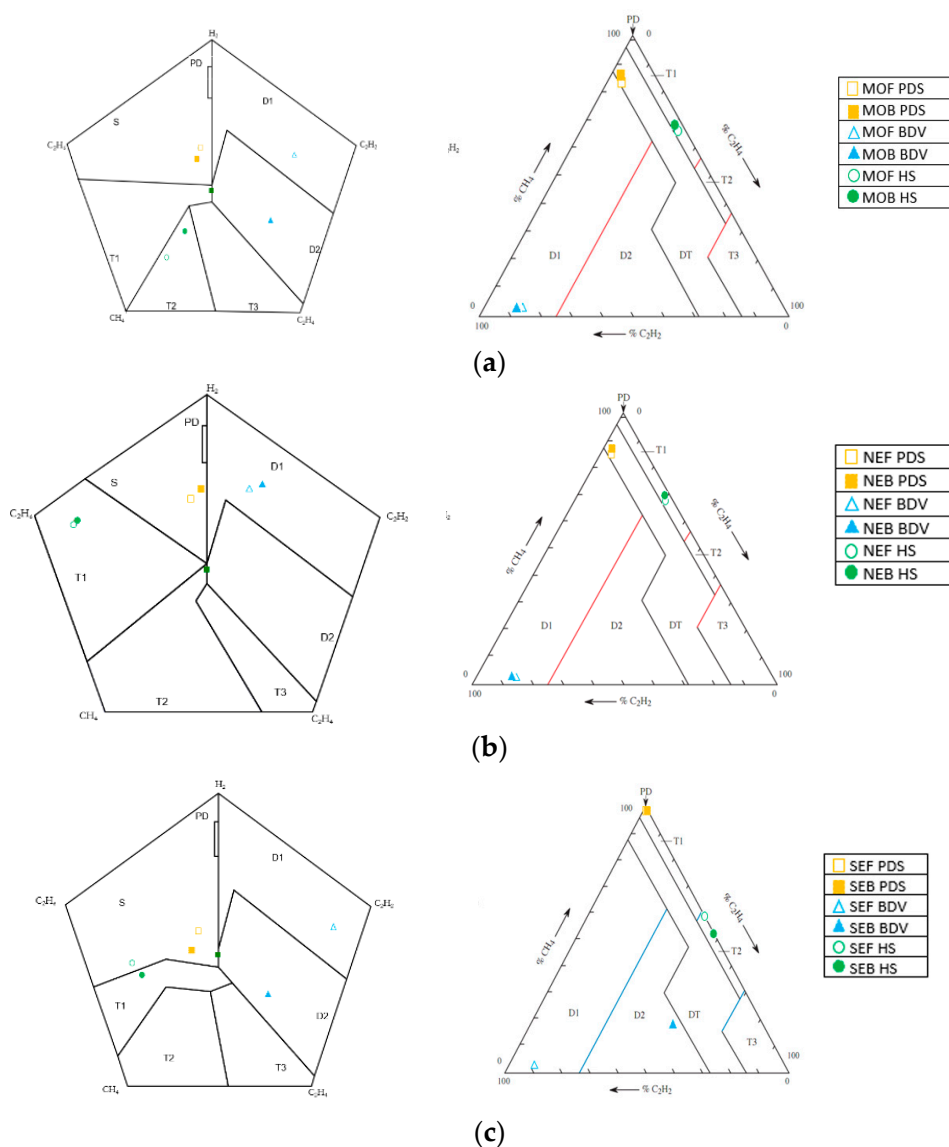 H₂
PD
S
D1
C₂H₂
T1
D2
T2
T3
CH₄
C₂H₄
PD
100
0
T1
% CH₄
% C₂H₄
T2
D1
D2
DT
T3
0
100
100
0
% C₂H₂
MOF PDS
MOB PDS
MOF BDV
MOB BDV
MOF HS
MOB HS
(a)
H₂
PD
S
D1
C₂H₂
T1
D2
T2
T3
CH₄
C₂H₄
PD
100
0
T1
% CH₄
% C₂H₄
T2
D1
D2
DT
T3
0
100
100
0
% C₂H₂
NEF PDS
NEB PDS
NEF BDV
NEB BDV
NEF HS
NEB HS
(b)
H₂
PD
S
D1
T1
D2
T2
T3
CH₄
C₂H₄
PD
100
0
T1
% CH₄
% C₂H₄
T2
D1
D2
DT
T3
0
100
100
0
% C₂H₂
SEF PDS
SEB PDS
SEF BDV
SEB BDV
SEF HS
SEB HS
(c)